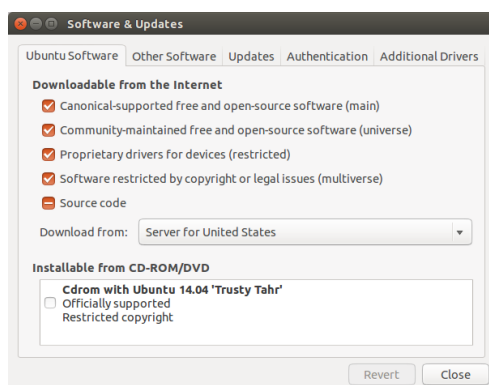 Software & Updates
Ubuntu Software Other Software Updates Authentication Additional Drivers
Downloadable from the Internet
Canonical-supported free and open-source software (main)
Community-maintained free and open-source software (universe)
Proprietary drivers for devices (restricted)
Software restricted by copyright or legal issues (multiverse)
Source code
Download from: Server for United States
Installable from CD-ROM/DVD
Cdrom with Ubuntu 14.04 'Trusty Tahr'
Officially supported
Restricted copyright
Revert Close